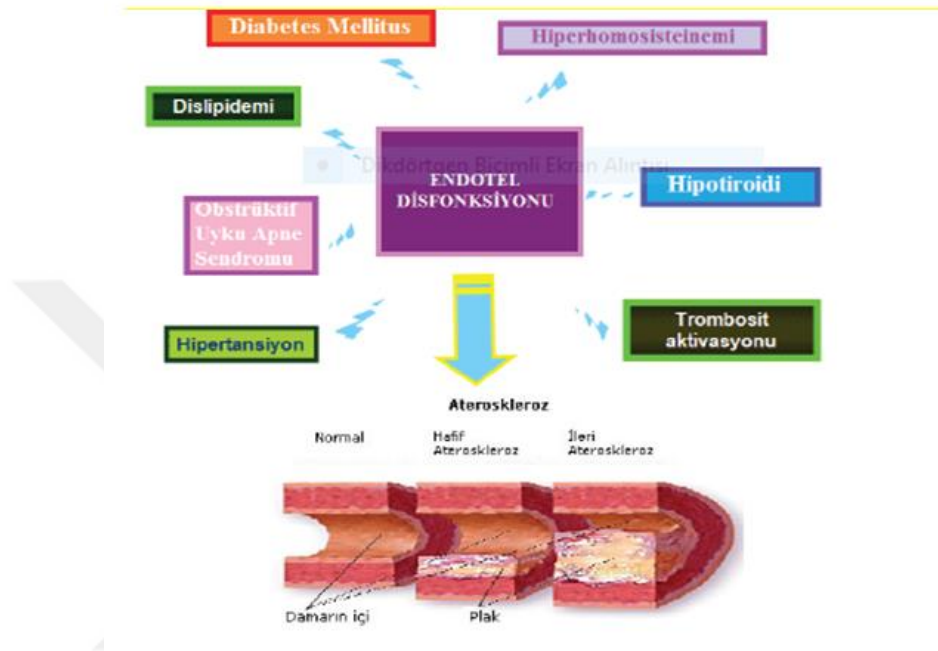 Diabetes Mellitus
Hiperhomosisteinemi
Dislipidemi
Dikdörtgen Biçimli Ekran Alıntısı
ENDOTEL
DİSFONKSİYONU
Hipotiroidi
Obstrüktif
Uyku Apne
Sendromu
Hipertansiyon
Trombosit
aktivasyonu
Ateroskleroz
Normal
Hafif
Ateroskleroz
İleri
Ateroskleroz
Damarın içi
Plak